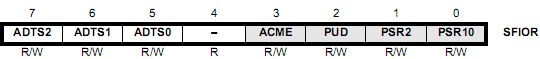 7 6 5 4 3 2 1 0
ADTS2 ADTS1 ADTS0 – ACME PUD PSR2 PSR10 SFIOR
R/W R/W R/W R R/W R/W R/W R/W